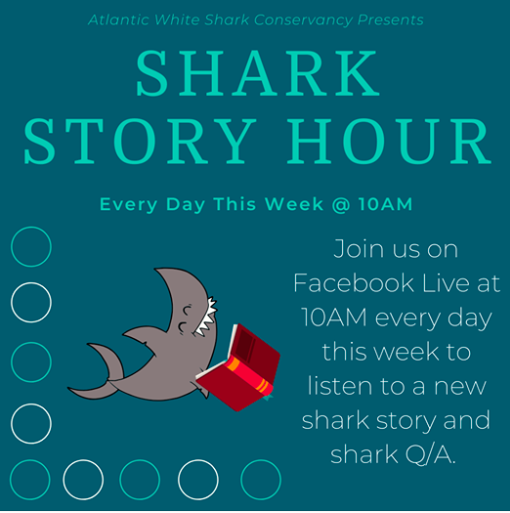 Atlantic White Shark Conservancy Presents
SHARK
STORY HOUR
Every Day This Week @ 10AM
Join us on
Facebook Live at
10AM every day
this week to
listen to a new
shark story and
shark Q/A.